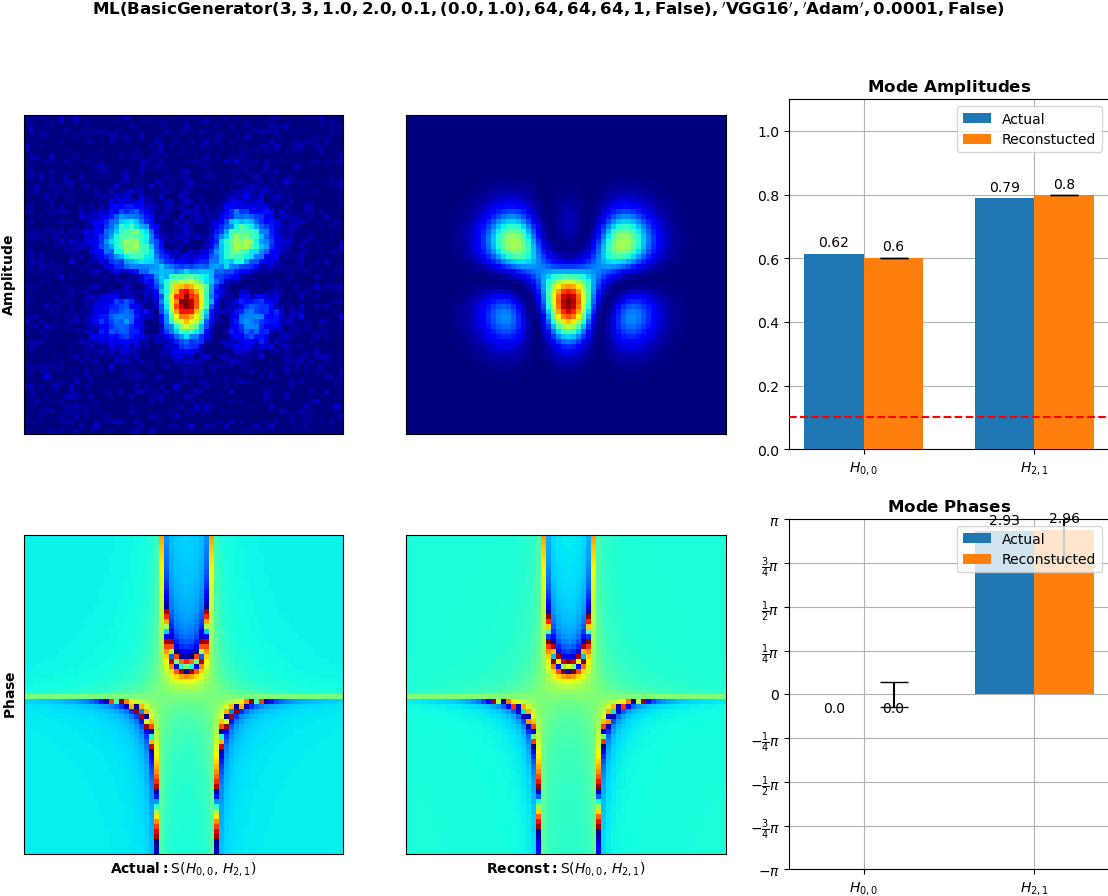 ML(BasicGenerator(3, 3, 1.0, 2.0, 0.1, (0.0, 1.0), 64, 64, 64, 1, False), ′VGG16′, ′Adam′, 0.0001, False)
Amplitude
Mode Amplitudes
Actual
Reconstucted
1.0
0.8
0.6
0.4
0.2
0.0
0.62
0.6
0.79
0.8
H0,0
H2,1
Phase
Actual: S(H0,0, H2,1)
Reconst: S(H0,0, H2,1)
Mode Phases
Actual
Reconstucted
π
3/4π
1/2π
1/4π
0
−1/4π
−1/2π
−3/4π
−π
0.0
0.0
2.93
2.96
H0,0
H2,1